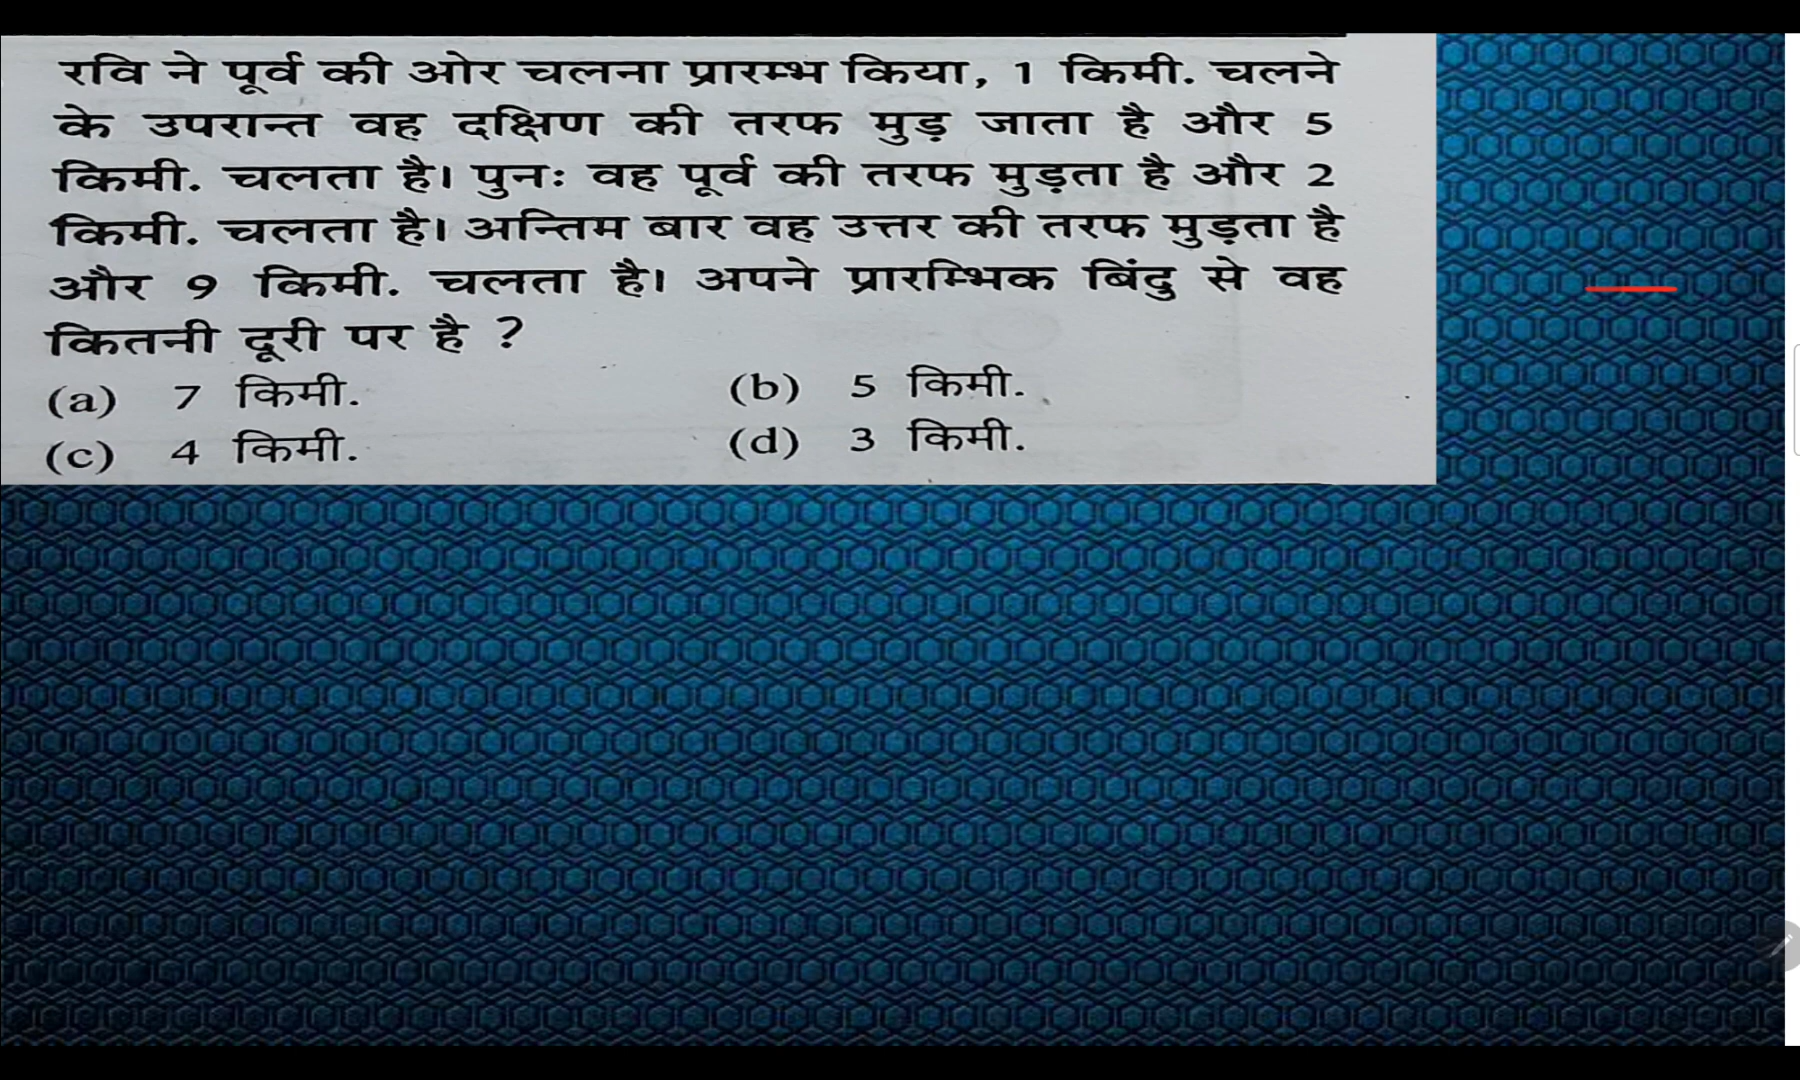 रवि ने पूर्व की ओर चलना प्रारम्भ किया, 1 किमी. चलने
के उपरान्त वह दक्षिण की तरफ मुड़ जाता है और 5
किमी. चलता है। पुनः वह पूर्व की तरफ मुड़ता है और 2
किमी. चलता है। अन्तिम बार वह उत्तर की तरफ मुड़ता है
और 9 किमी. चलता है। अपने प्रारम्भिक बिंदु से वह
कितनी दूरी पर है ?
(a) 7 किमी. (b) 5 किमी.
(c) 4 किमी. (d) 3 किमी.